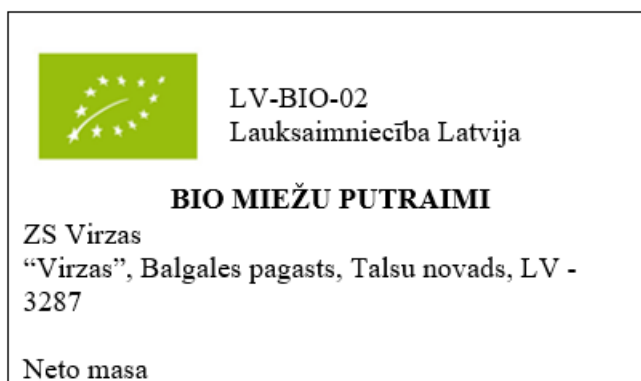 LV-BIO-02
Lauksaimniecība Latvija
BIO MIEŽU PUTRAIMI
ZS Virzas
“Virzas”, Balgales pagasts, Talsu novads, LV -
3287
Neto masa